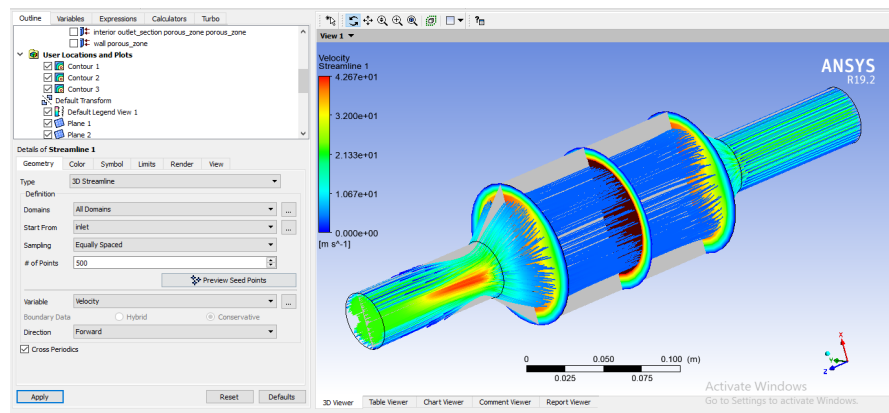 Outline Variables Expressions Calculators Turbo
interior outlet_section porous_zone porous_zone
wall porous_zone
User Locations and Plots
Contour 1
Contour 2
Contour 3
Default Transform
Default Legend View 1
Plane 1
Plane 2
Details of Streamline 1
Geometry Color Symbol Limits Render View
Type 3D Streamline
Definition
Domains All Domains ...
Start From inlet ...
Sampling Equally Spaced
# of Points 500
Preview Seed Points
Variable Velocity ...
Boundary Data Hybrid Conservative
Direction Forward
Cross Periodics
Apply Reset Defaults
View 1
Velocity
Streamline 1
4.267e+01
3.200e+01
2.133e+01
1.067e+01
0.000e+00
[m s^-1]
ANSYS
R19.2
0 0.050 0.100 (m)
0.025 0.075
X
Y
Z
Activate Windows
Go to Settings to activate Windows.
3D Viewer Table Viewer Chart Viewer Comment Viewer Report Viewer